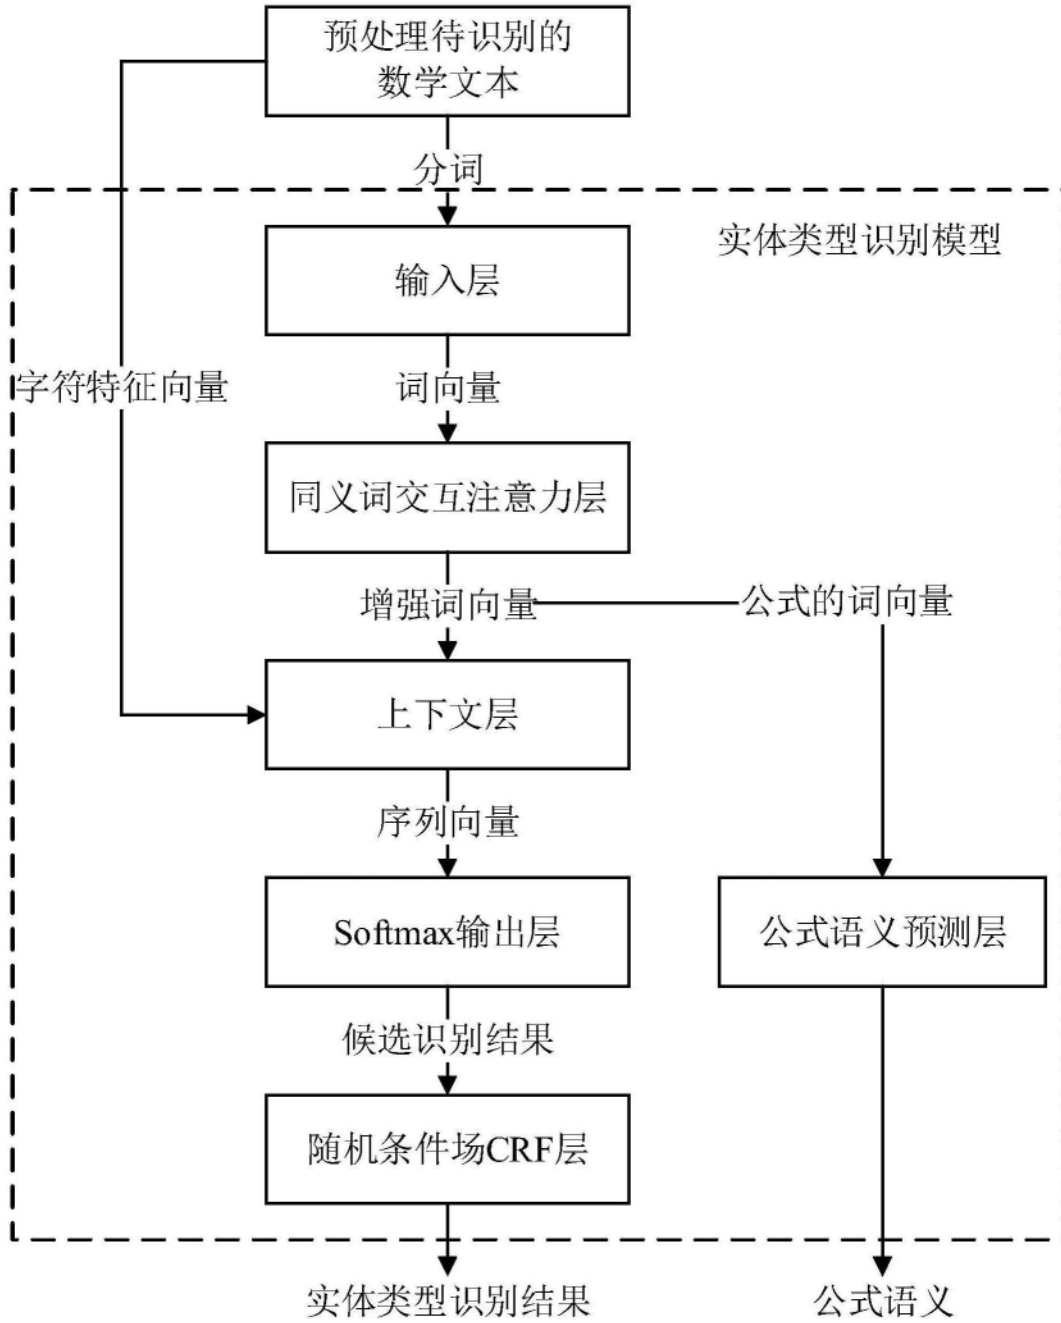 预处理待识别的
数学文本
分词
实体类型识别模型
输入层
字符特征向量
词向量
同义词交互注意力层
增强词向量
公式的词向量
上下文层
序列向量
Softmax输出层
公式语义预测层
候选识别结果
随机条件场CRF层
实体类型识别结果
公式语义